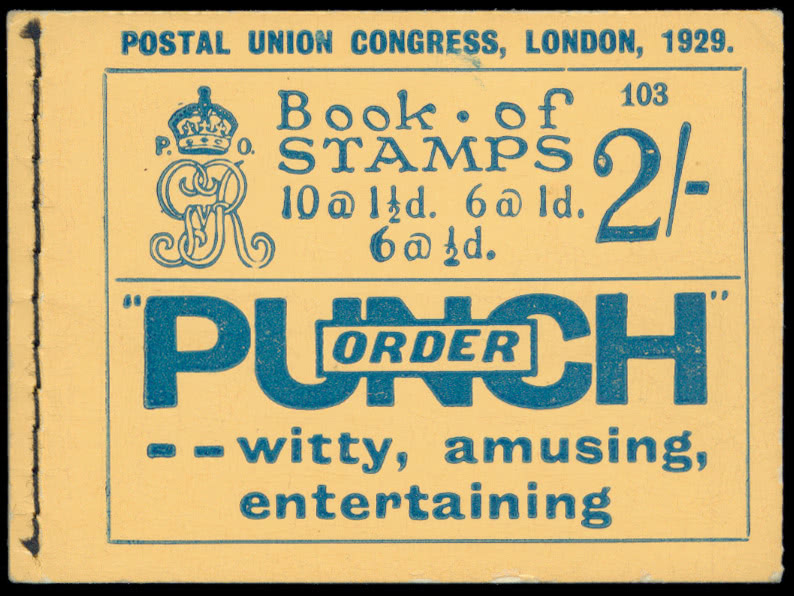 POSTAL UNION CONGRESS, LONDON, 1929.
P. O.
GRV
Book · of
STAMPS
10 @ 1½d. 6 @ 1d.
6 @ ½d.
103
2/-
"PUNCH"
ORDER
-- witty, amusing,
entertaining